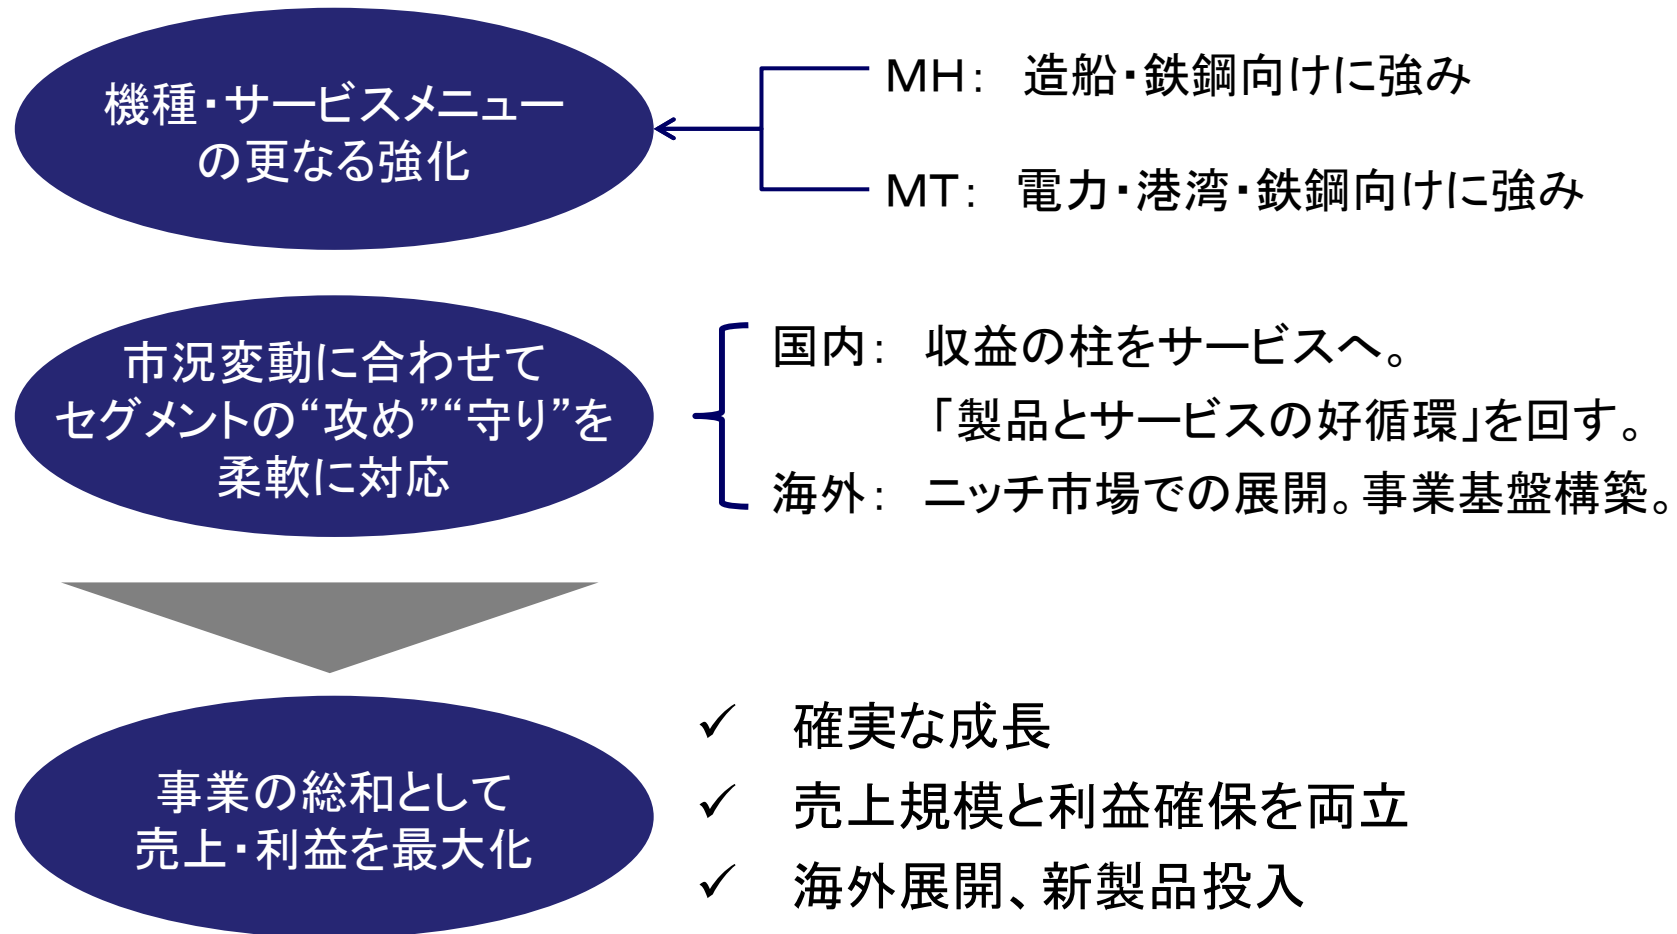 機種・サービスメニュー
の更なる強化
MH： 造船・鉄鋼向けに強み
MT： 電力・港湾・鉄鋼向けに強み
市況変動に合わせて
セグメントの“攻め”“守り”を
柔軟に対応
国内： 収益の柱をサービスへ。
「製品とサービスの好循環」を回す。
海外： ニッチ市場での展開。事業基盤構築。
事業の総和として
売上・利益を最大化
✓ 確実な成長
✓ 売上規模と利益確保を両立
✓ 海外展開、新製品投入